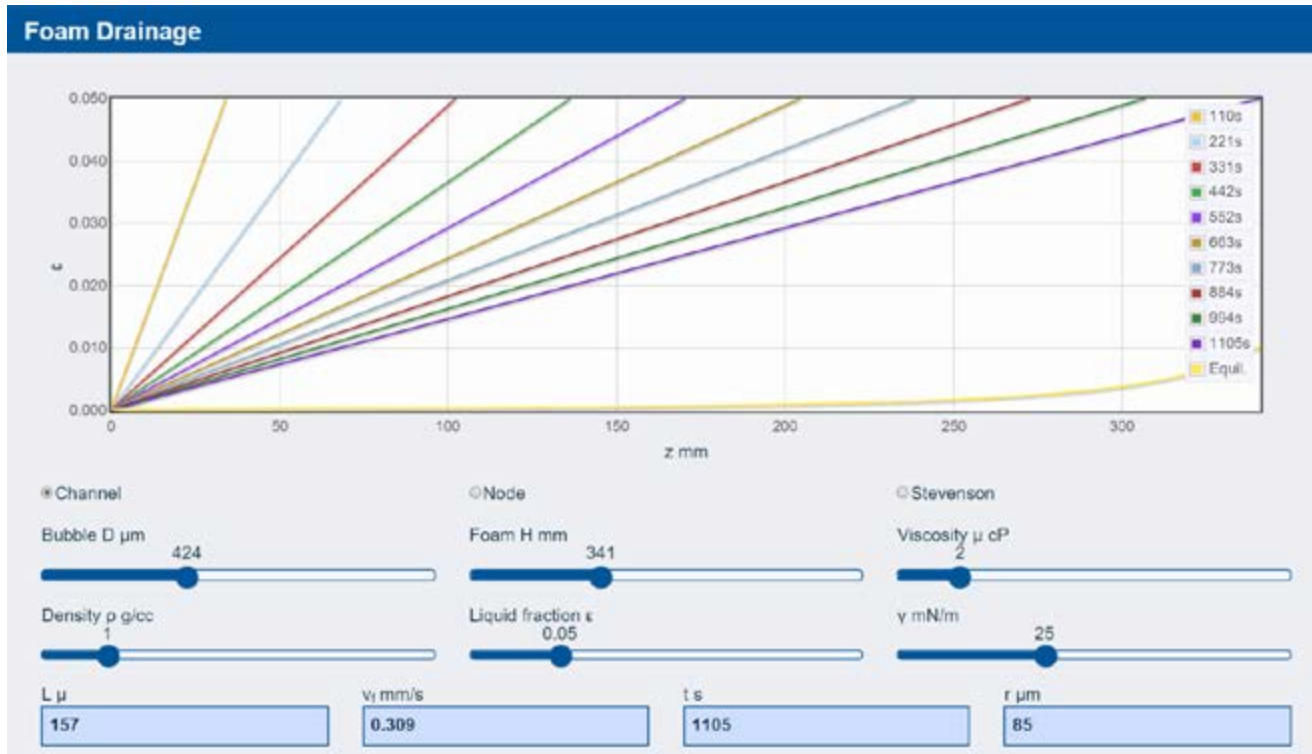 Foam Drainage
0.050
0.040
0.030
0.020
0.010
0.000
ε
0 50 100 150 200 250 300
z mm
110s
221s
331s
442s
552s
663s
773s
884s
994s
1105s
Equil.
Channel Node Stevenson
Bubble D µm Foam H mm Viscosity µ cP
424 341 2
Density ρ g/cc Liquid fraction ε γ mN/m
1 0.05 25
L µ vf mm/s t s r µm
157 0.309 1105 85